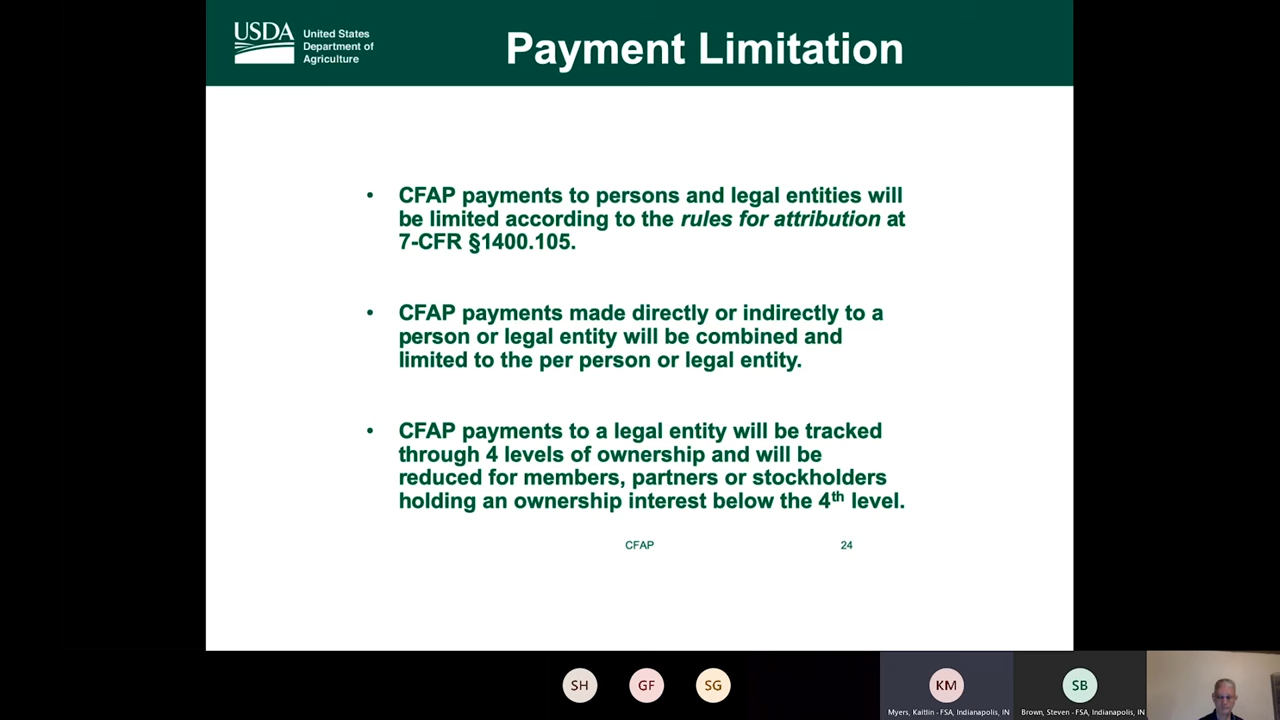 USDA
United States
Department of
Agriculture
Payment Limitation
• CFAP payments to persons and legal entities will
be limited according to the rules for attribution at
7-CFR §1400.105.
• CFAP payments made directly or indirectly to a
person or legal entity will be combined and
limited to the per person or legal entity.
• CFAP payments to a legal entity will be tracked
through 4 levels of ownership and will be
reduced for members, partners or stockholders
holding an ownership interest below the 4th level.
CFAP
24
SH
GF
SG
KM
SB
Myers, Kaitlin - FSA, Indianapolis, IN
Brown, Steven - FSA, Indianapolis, IN